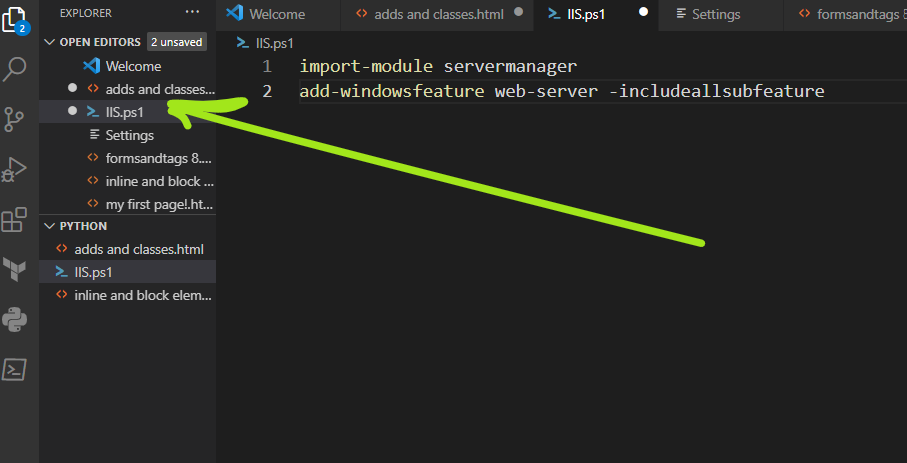 EXPLORER ···
Welcome
adds and classes.html
IIS.ps1
Settings
formsandtags 8
2
OPEN EDITORS 2 unsaved
Welcome
adds and classes...
IIS.ps1
Settings
formsandtags 8....
inline and block ...
my first page!.ht...
PYTHON
adds and classes.html
IIS.ps1
inline and block elem...
IIS.ps1
1 import-module servermanager
2 add-windowsfeature web-server -includeallsubfeature